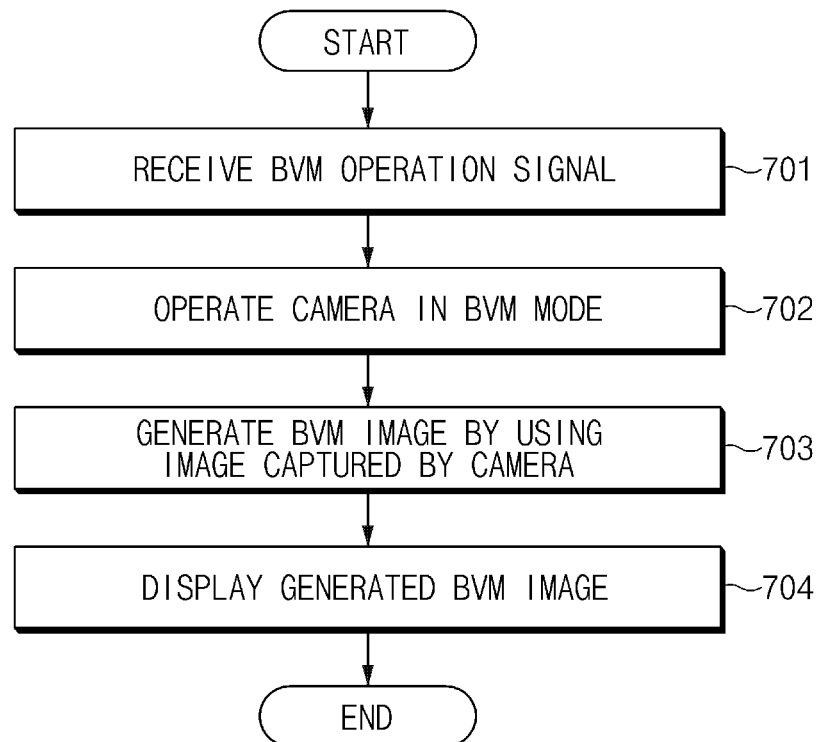 START
RECEIVE BVM OPERATION SIGNAL
701
OPERATE CAMERA IN BVM MODE
702
GENERATE BVM IMAGE BY USING
IMAGE CAPTURED BY CAMERA
703
DISPLAY GENERATED BVM IMAGE
704
END